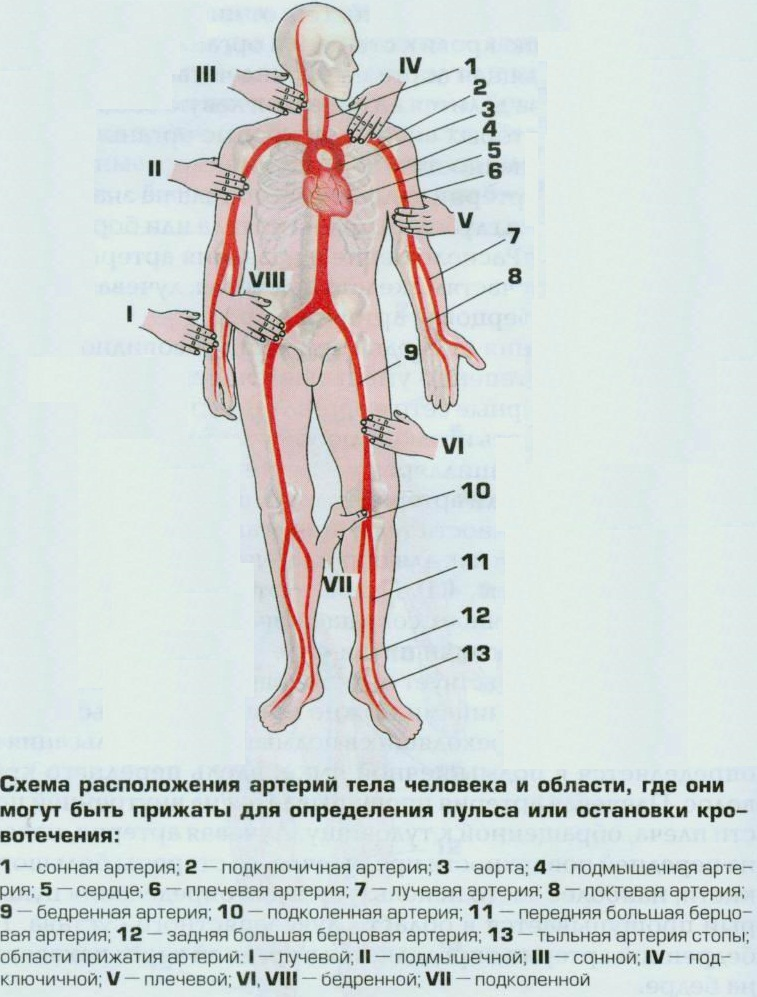 III
IV
1
2
3
4
5
6
II
V
7
VIII
8
I
9
VI
10
VII
11
12
13
Схема расположения артерий тела человека и области, где они
могут быть прижаты для определения пульса или остановки кро-
вотечения:
1 — сонная артерия; 2 — подключичная артерия; 3 — аорта; 4 — подмышечная арте-
рия; 5 — сердце; 6 — плечевая артерия; 7 — лучевая артерия; 8 — локтевая артерия;
9 — бедренная артерия; 10 — подколенная артерия; 11 — передняя большая берцо-
вая артерия; 12 — задняя большая берцовая артерия; 13 — тыльная артерия стопы;
области прижатия артерий: I — лучевой; II — подмышечной; III — сонной; IV — под-
ключичной; V — плечевой; VI, VIII — бедренной; VII — подколенной